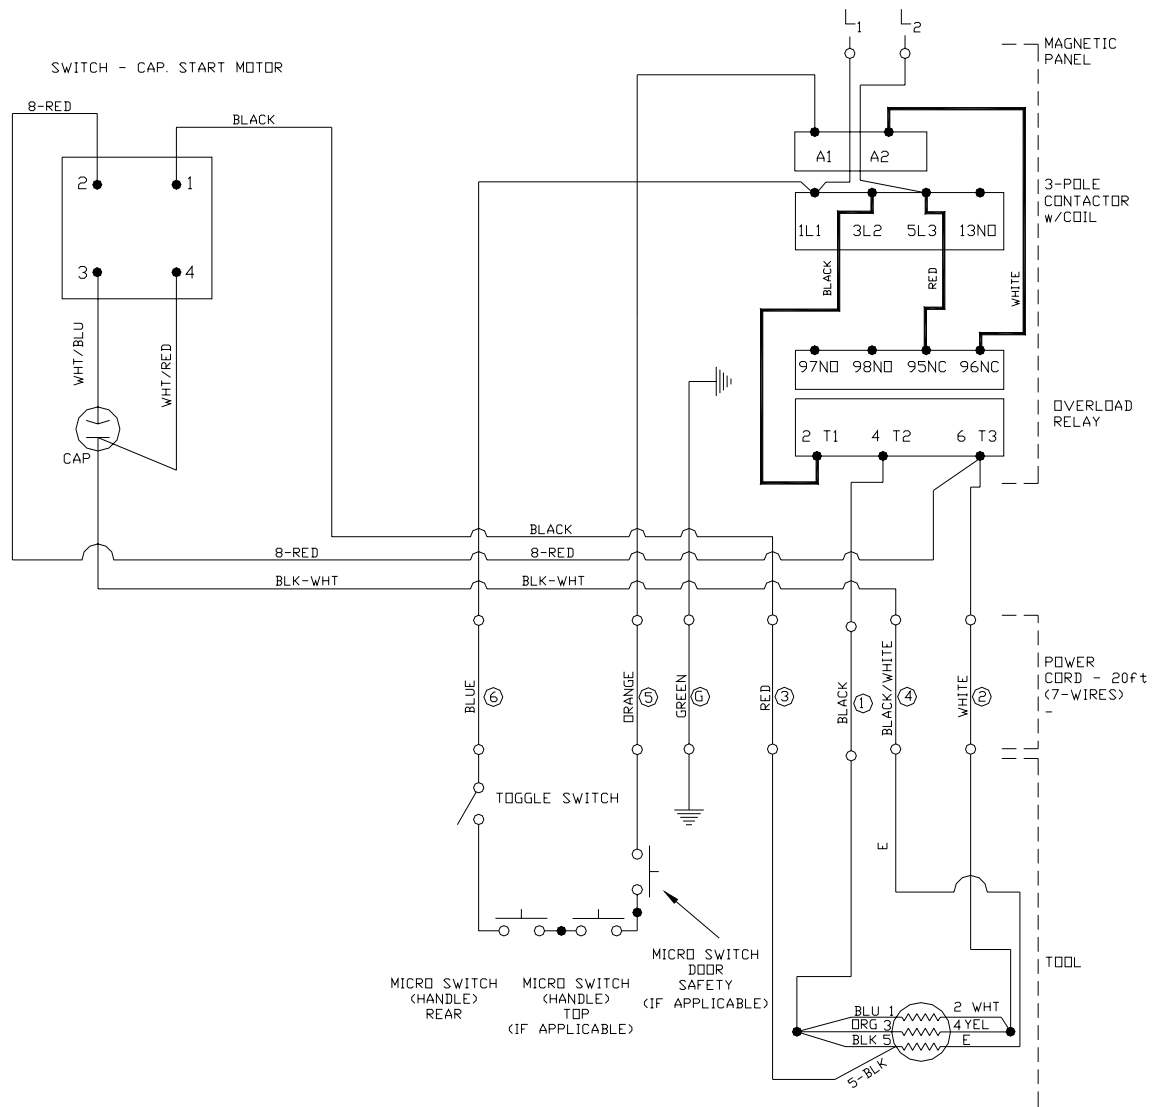 L1
L2
MAGNETIC
PANEL
SWITCH - CAP. START MOTOR
8-RED
BLACK
A1
A2
2
1
3-POLE
CONTACTOR
W/COIL
1L1
3L2
5L3
13NO
3
4
BLACK
RED
WHITE
WHT/BLU
WHT/RED
97NO
98NO
95NC
96NC
OVERLOAD
RELAY
2 T1
4 T2
6 T3
CAP
BLACK
8-RED
8-RED
BLK-WHT
BLK-WHT
POWER
CORD - 20ft
(7-WIRES)
-
BLUE
6
ORANGE
5
GREEN
G
RED
3
BLACK
1
BLACK/WHITE
4
WHITE
2
TOGGLE SWITCH
E
MICRO SWITCH
DOOR
SAFETY
(IF APPLICABLE)
TOOL
MICRO SWITCH
(HANDLE)
REAR
MICRO SWITCH
(HANDLE)
TOP
(IF APPLICABLE)
BLU 1
2 WHT
ORG 3
4 YEL
BLK 5
E
5-BLK